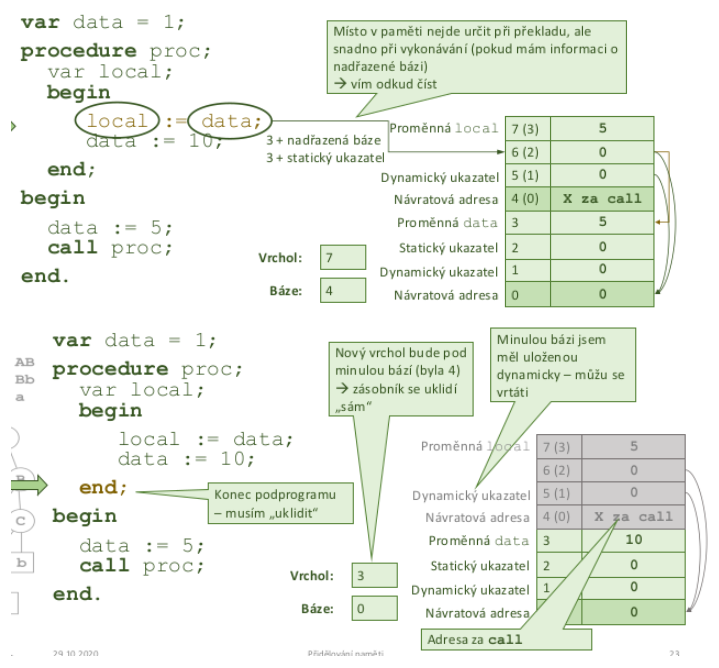 var data = 1;
procedure proc;
var local;
begin
local := data;
data := 10;
end;
begin
data := 5;
call proc;
end.
Místo v paměti nejde určit při překladu, ale
snadno při vykonávání (pokud mám informaci o
nadřazené bázi)
→ vím odkud číst
3 + nadřazená báze
3 + statický ukazatel
Proměnná local 7 (3) 5
6 (2) 0
Dynamický ukazatel 5 (1) 0
Návratová adresa 4 (0) X za call
Proměnná data 3 5
Statický ukazatel 2 0
Dynamický ukazatel 1 0
Návratová adresa 0 0
Vrchol: 7
Báze: 4
var data = 1;
procedure proc;
var local;
begin
local := data;
data := 10;
end;
begin
data := 5;
call proc;
end.
AB
Bb
a
B
C
b
Nový vrchol bude pod
minulou bází (byla 4)
→ zásobník se uklidí
„sám“
Minulou bázi jsem
měl uloženou
dynamicky – můžu se
vrtáti
Konec podprogramu
– musím „uklidit“
Proměnná local 7 (3) 5
6 (2) 0
Dynamický ukazatel 5 (1) 0
Návratová adresa 4 (0) X za call
Proměnná data 3 10
Statický ukazatel 2 0
Dynamický ukazatel 1 0
Návratová adresa 0
Vrchol: 3
Báze: 0
Adresa za call
29.10.2020
Přidělování paměti
23